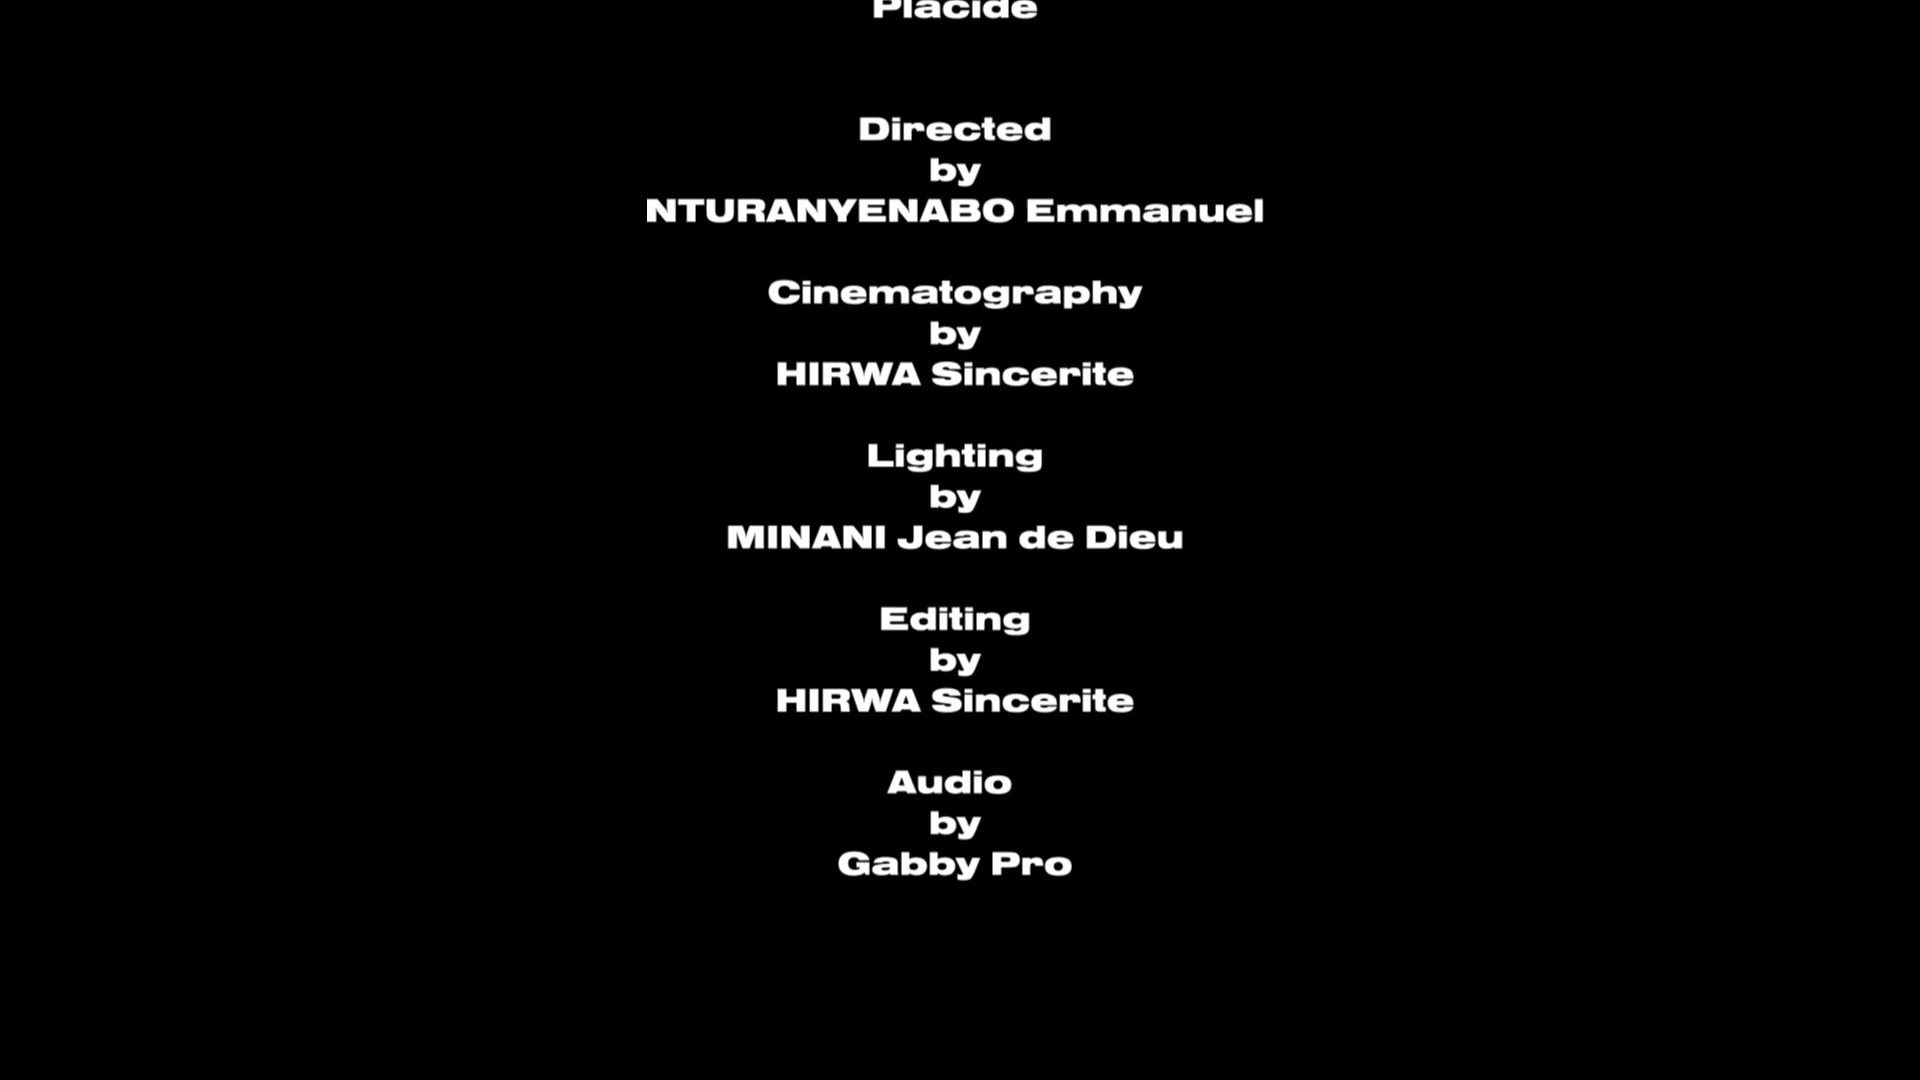 Placide
Directed
by
NTURANYENABO Emmanuel
Cinematography
by
HIRWA Sincerite
Lighting
by
MINANI Jean de Dieu
Editing
by
HIRWA Sincerite
Audio
by
Gabby Pro